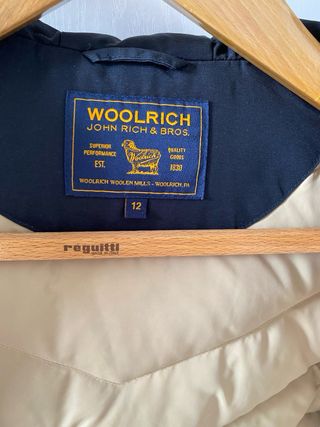 WOOLRICH
JOHN RICH & BROS.
SUPERIOR PERFORMANCE
Woolrich
QUALITY GOODS
EST.
1830
WOOLRICH WOOLEN MILLS - WOOLRICH, PA
12
reguitti
MADE IN ITALY